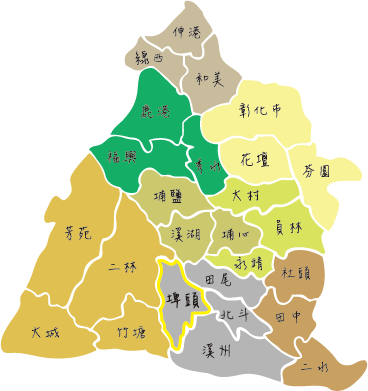 伸港
線西
和美
鹿港
彰化市
福興
秀水
花壇
芬園
埔鹽
大村
芳苑
溪湖
埔心
員林
永靖
二林
社頭
田尾
埤頭
北斗
田中
大城
竹塘
溪州
二水